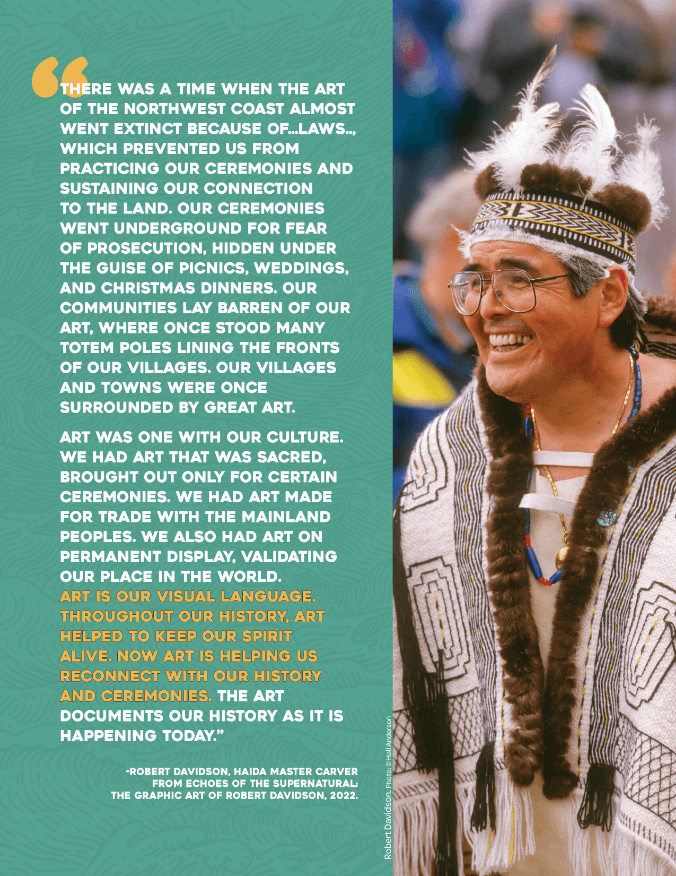 “
THERE WAS A TIME WHEN THE ART
OF THE NORTHWEST COAST ALMOST
WENT EXTINCT BECAUSE OF...LAWS..,
WHICH PREVENTED US FROM
PRACTICING OUR CEREMONIES AND
SUSTAINING OUR CONNECTION
TO THE LAND. OUR CEREMONIES
WENT UNDERGROUND FOR FEAR
OF PROSECUTION, HIDDEN UNDER
THE GUISE OF PICNICS, WEDDINGS,
AND CHRISTMAS DINNERS. OUR
COMMUNITIES LAY BARREN OF OUR
ART, WHERE ONCE STOOD MANY
TOTEM POLES LINING THE FRONTS
OF OUR VILLAGES. OUR VILLAGES
AND TOWNS WERE ONCE
SURROUNDED BY GREAT ART.
ART WAS ONE WITH OUR CULTURE.
WE HAD ART THAT WAS SACRED,
BROUGHT OUT ONLY FOR CERTAIN
CEREMONIES. WE HAD ART MADE
FOR TRADE WITH THE MAINLAND
PEOPLES. WE ALSO HAD ART ON
PERMANENT DISPLAY, VALIDATING
OUR PLACE IN THE WORLD.
ART IS OUR VISUAL LANGUAGE.
THROUGHOUT OUR HISTORY, ART
HELPED TO KEEP OUR SPIRIT
ALIVE. NOW ART IS HELPING US
RECONNECT WITH OUR HISTORY
AND CEREMONIES. THE ART
DOCUMENTS OUR HISTORY AS IT IS
HAPPENING TODAY.”
-ROBERT DAVIDSON, HAIDA MASTER CARVER
FROM ECHOES OF THE SUPERNATURAL:
THE GRAPHIC ART OF ROBERT DAVIDSON, 2022.
Robert Davidson. Photo: ©Hall Anderson